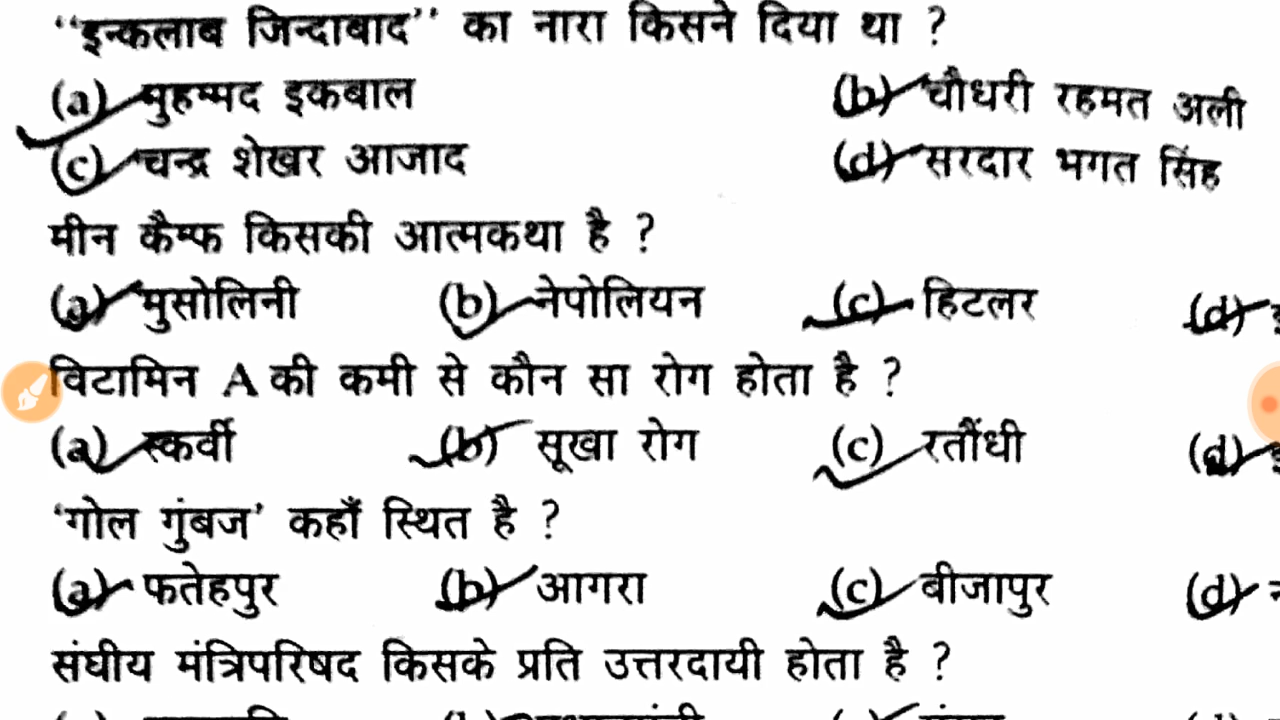 “इन्कलाब जिन्दाबाद” का नारा किसने दिया था ?
(a) मुहम्मद इकबाल (b) चौधरी रहमत अली
(c) चन्द्र शेखर आजाद (d) सरदार भगत सिंह
मीन कैम्फ किसकी आत्मकथा है ?
(a) मुसोलिनी (b) नेपोलियन (c) हिटलर (d)
विटामिन A की कमी से कौन सा रोग होता है ?
(a) स्कर्वी (b) सूखा रोग (c) रतौंधी (d)
‘गोल गुंबज’ कहाँ स्थित है ?
(a) फतेहपुर (b) आगरा (c) बीजापुर (d)
संघीय मंत्रिपरिषद किसके प्रति उत्तरदायी होता है ?